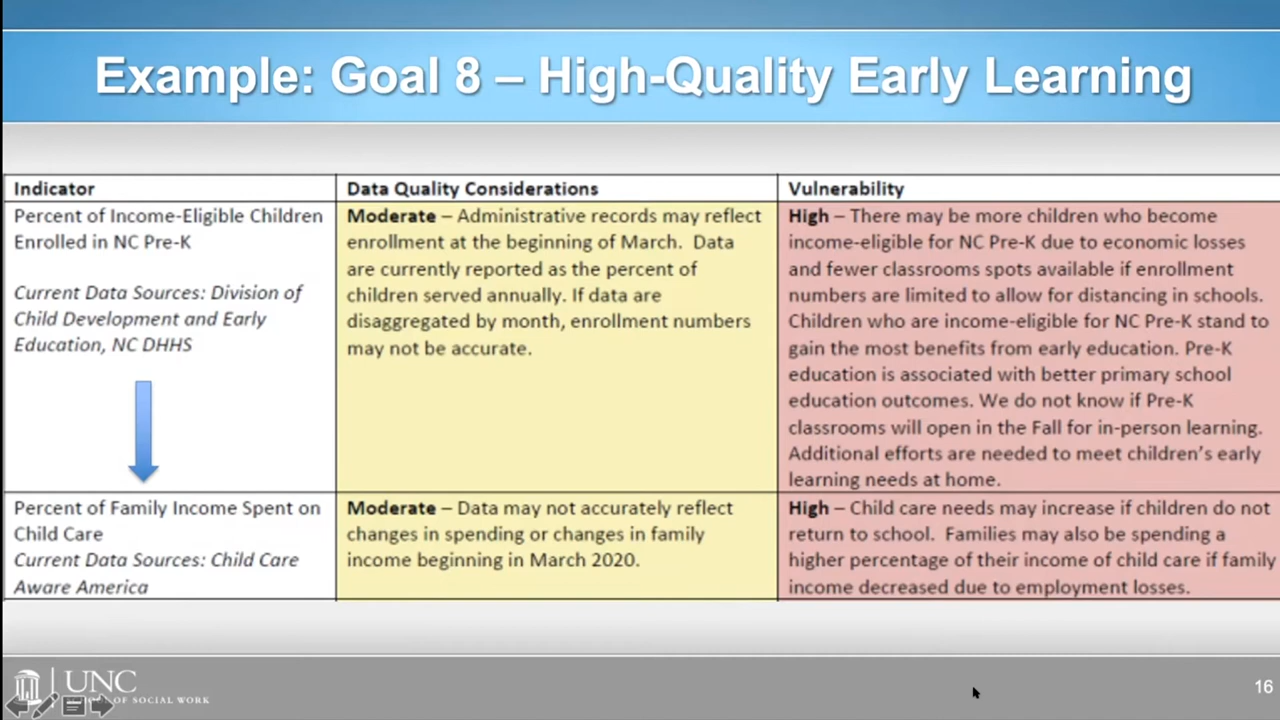 Example: Goal 8 – High-Quality Early Learning
Indicator
Data Quality Considerations
Vulnerability
Percent of Income-Eligible Children
Enrolled in NC Pre-K
Current Data Sources: Division of
Child Development and Early
Education, NC DHHS
Moderate – Administrative records may reflect
enrollment at the beginning of March. Data
are currently reported as the percent of
children served annually. If data are
disaggregated by month, enrollment numbers
may not be accurate.
High – There may be more children who become
income-eligible for NC Pre-K due to economic losses
and fewer classrooms spots available if enrollment
numbers are limited to allow for distancing in schools.
Children who are income-eligible for NC Pre-K stand to
gain the most benefits from early education. Pre-K
education is associated with better primary school
education outcomes. We do not know if Pre-K
classrooms will open in the Fall for in-person learning.
Additional efforts are needed to meet children's early
learning needs at home.
Percent of Family Income Spent on
Child Care
Current Data Sources: Child Care
Aware America
Moderate – Data may not accurately reflect
changes in spending or changes in family
income beginning in March 2020.
High – Child care needs may increase if children do not
return to school. Families may also be spending a
higher percentage of their income of child care if family
income decreased due to employment losses.
UNC
OF SOCIAL WORK
16